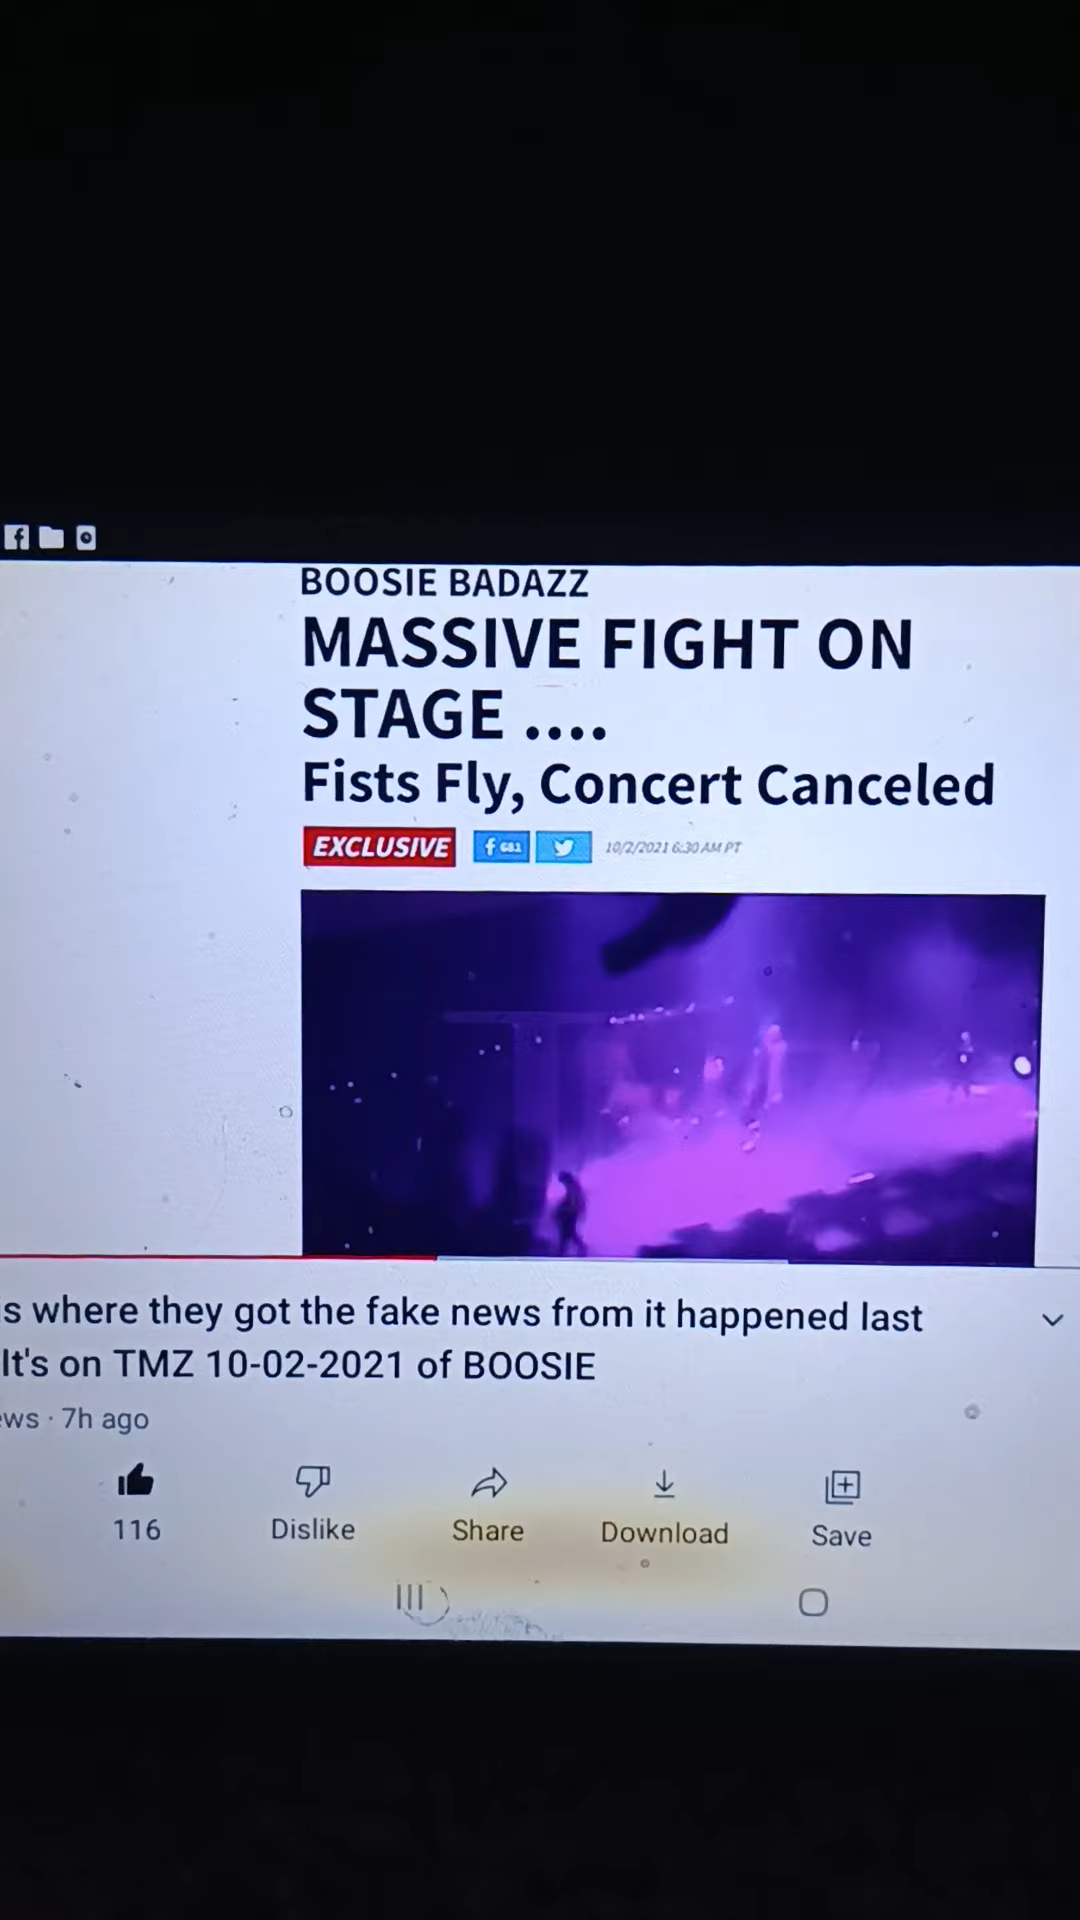 BOOSIE BADAZZ
MASSIVE FIGHT ON
STAGE ....
Fists Fly, Concert Canceled
EXCLUSIVE f 681 10/2/2021 6:30 AM PT
where they got the fake news from it happened last
It's on TMZ 10-02-2021 of BOOSIE
· 7h ago
116 Dislike Share Download Save